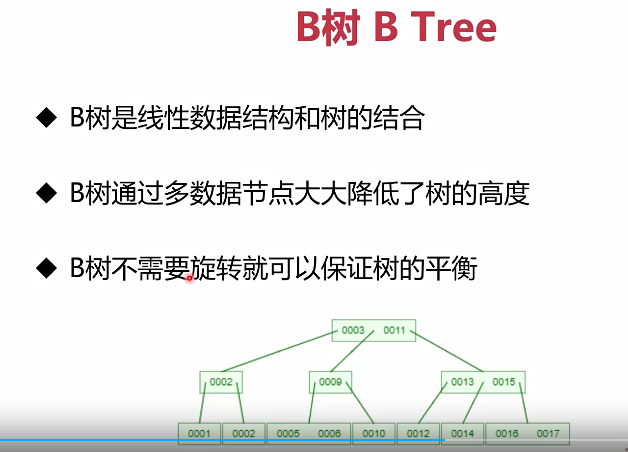 B树 B Tree
◆ B树是线性数据结构和树的结合
◆ B树通过多数据节点大大降低了树的高度
◆ B树不需要旋转就可以保证树的平衡
0003 0011
0002 0009 0013 0015
0001 0002 0005 0006 0010 0012 0014 0016 0017